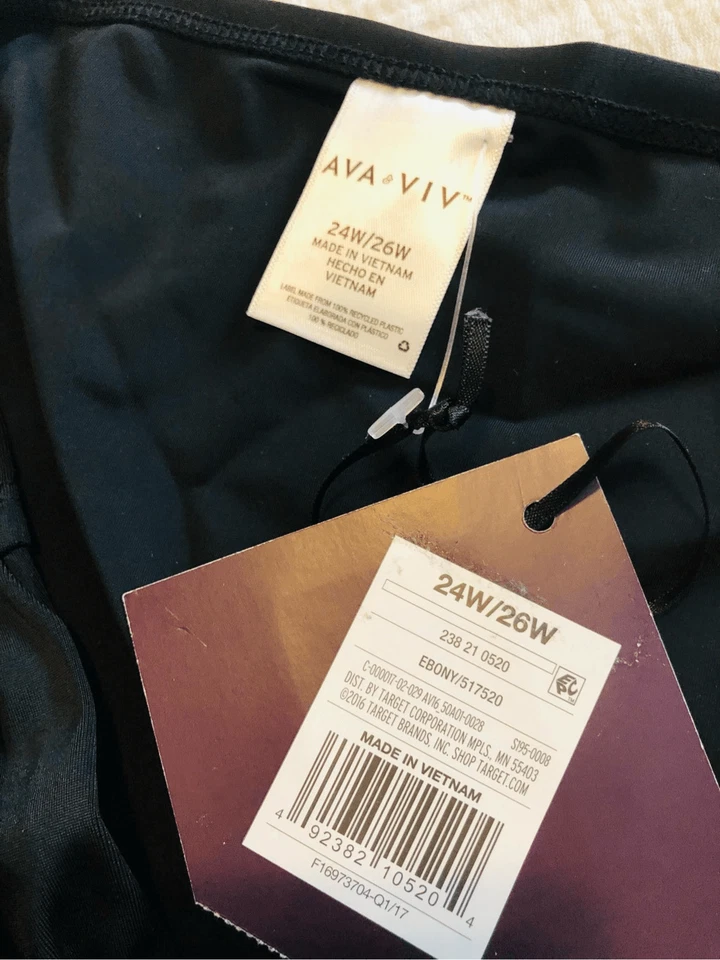 AVA & VIV™
24W/26W
MADE IN VIETNAM
HECHO EN
VIETNAM
LABEL MADE FROM 100% RECYCLED PLASTIC
ETIQUETA ELABORADA CON PLÁSTICO
100 % RECICLADO
24W/26W
238 21 0520
EBONY/517520
C-000017-02-029 AV16_50A01-0028 S195-0008
DIST. BY TARGET CORPORATION MPLS., MN 55403
©2016 TARGET BRANDS, INC. SHOP TARGET.COM
MADE IN VIETNAM
4 92382 10520 4
F16973704-Q1/17